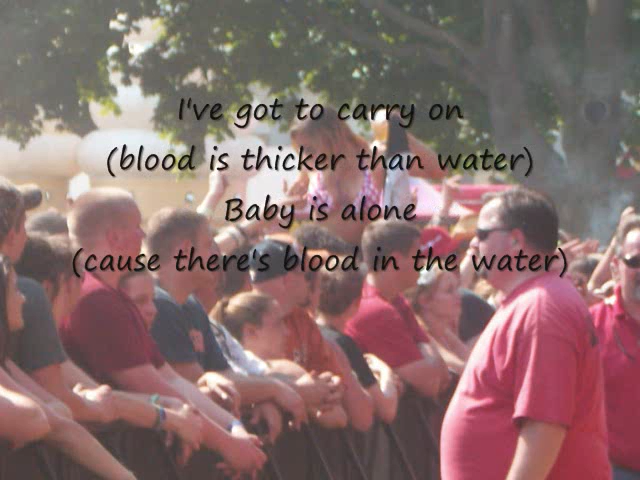 I've got to carry on
(blood is thicker than water)
Baby is alone
(cause there's blood in the water)